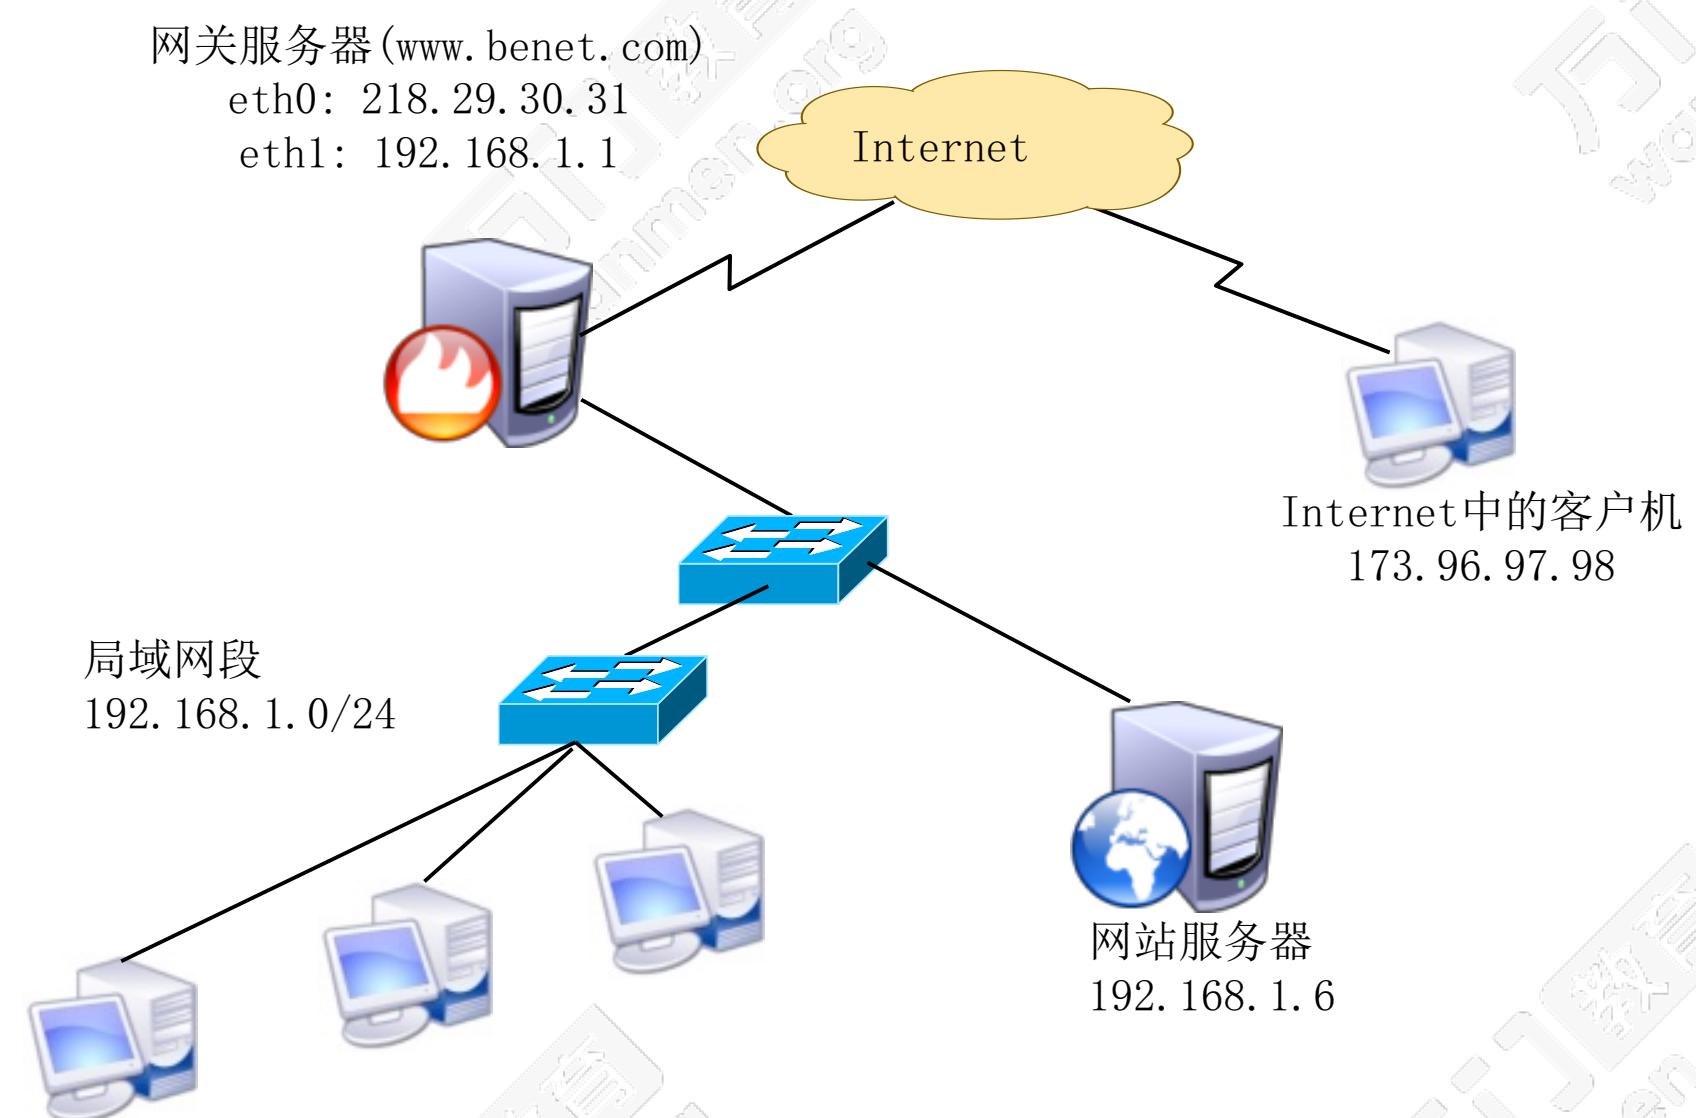 网关服务器(www.benet.com)
eth0: 218.29.30.31
eth1: 192.168.1.1
Internet
Internet中的客户机
173.96.97.98
局域网段
192.168.1.0/24
网站服务器
192.168.1.6